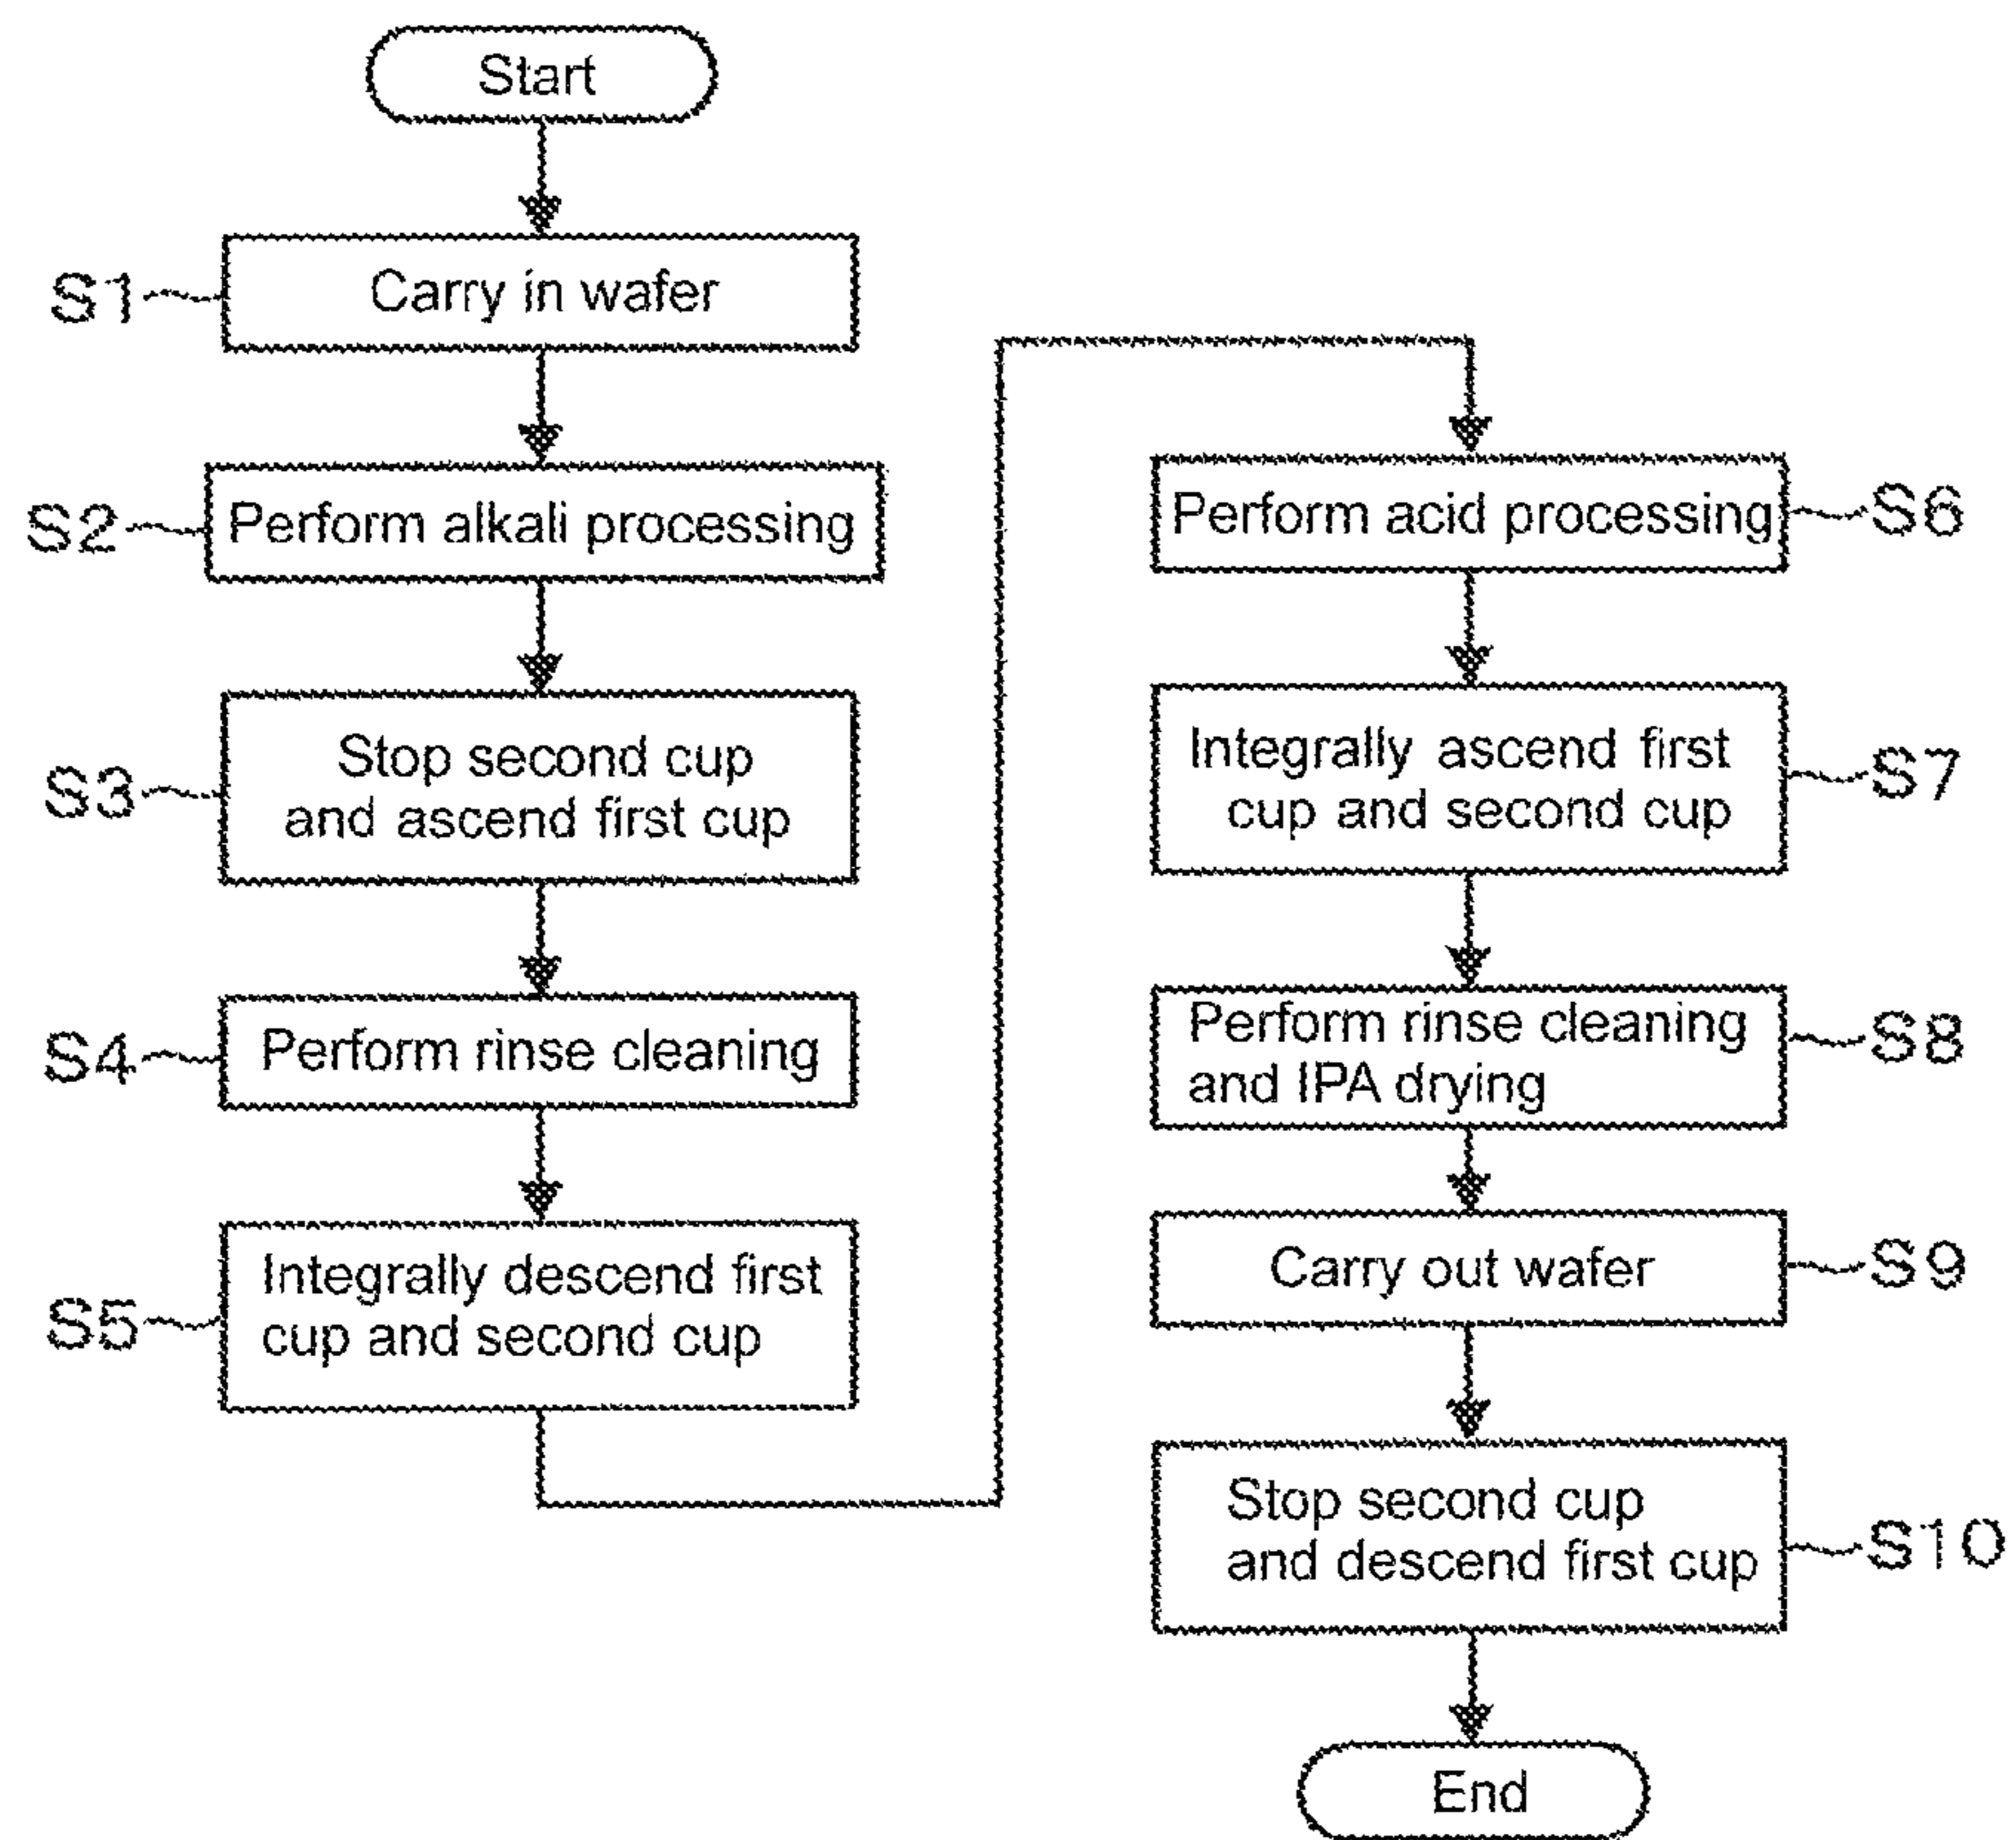 Start
S1
Carry in wafer
S2
Perform alkali processing
S3
Stop second cup
and ascend first cup
S4
Perform rinse cleaning
S5
Integrally descend first
cup and second cup
Perform acid processing
S6
Integrally ascend first
cup and second cup
S7
Perform rinse cleaning
and IPA drying
S8
Carry out wafer
S9
Stop second cup
and descend first cup
S10
End